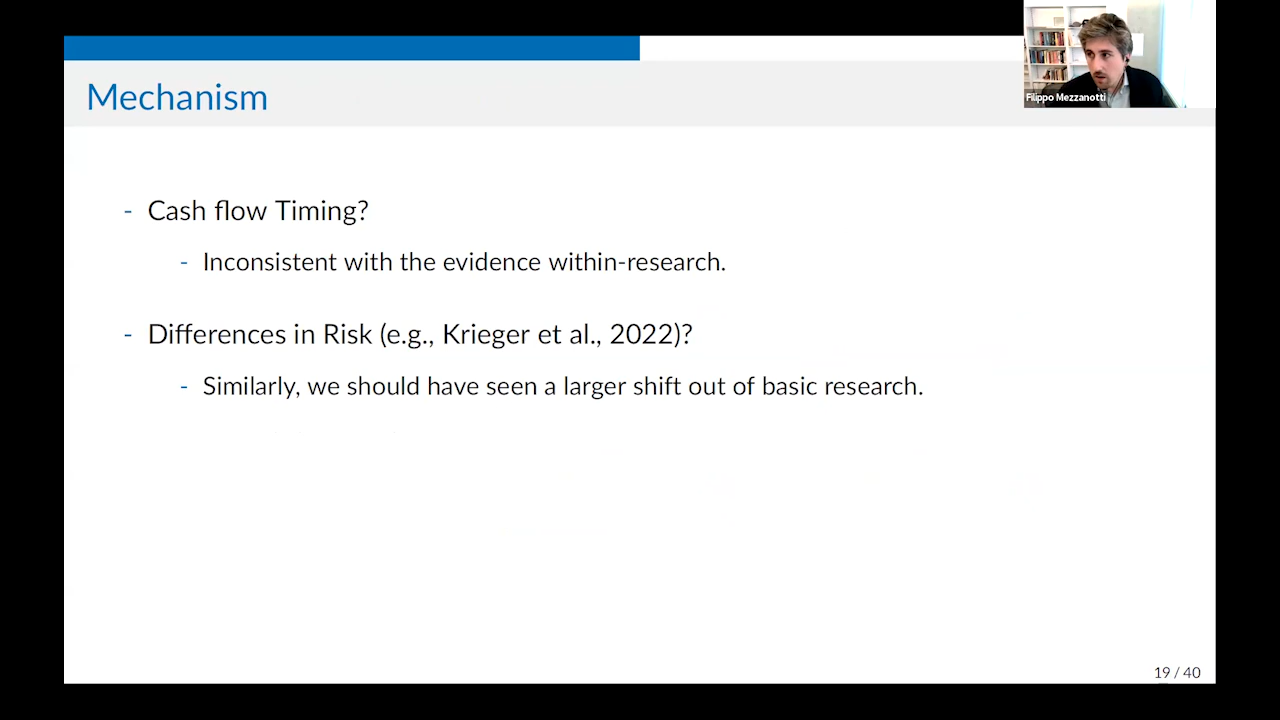 Mechanism
Filippo Mezzanotti
- Cash flow Timing?
- Inconsistent with the evidence within-research.
- Differences in Risk (e.g., Krieger et al., 2022)?
- Similarly, we should have seen a larger shift out of basic research.
19 / 40